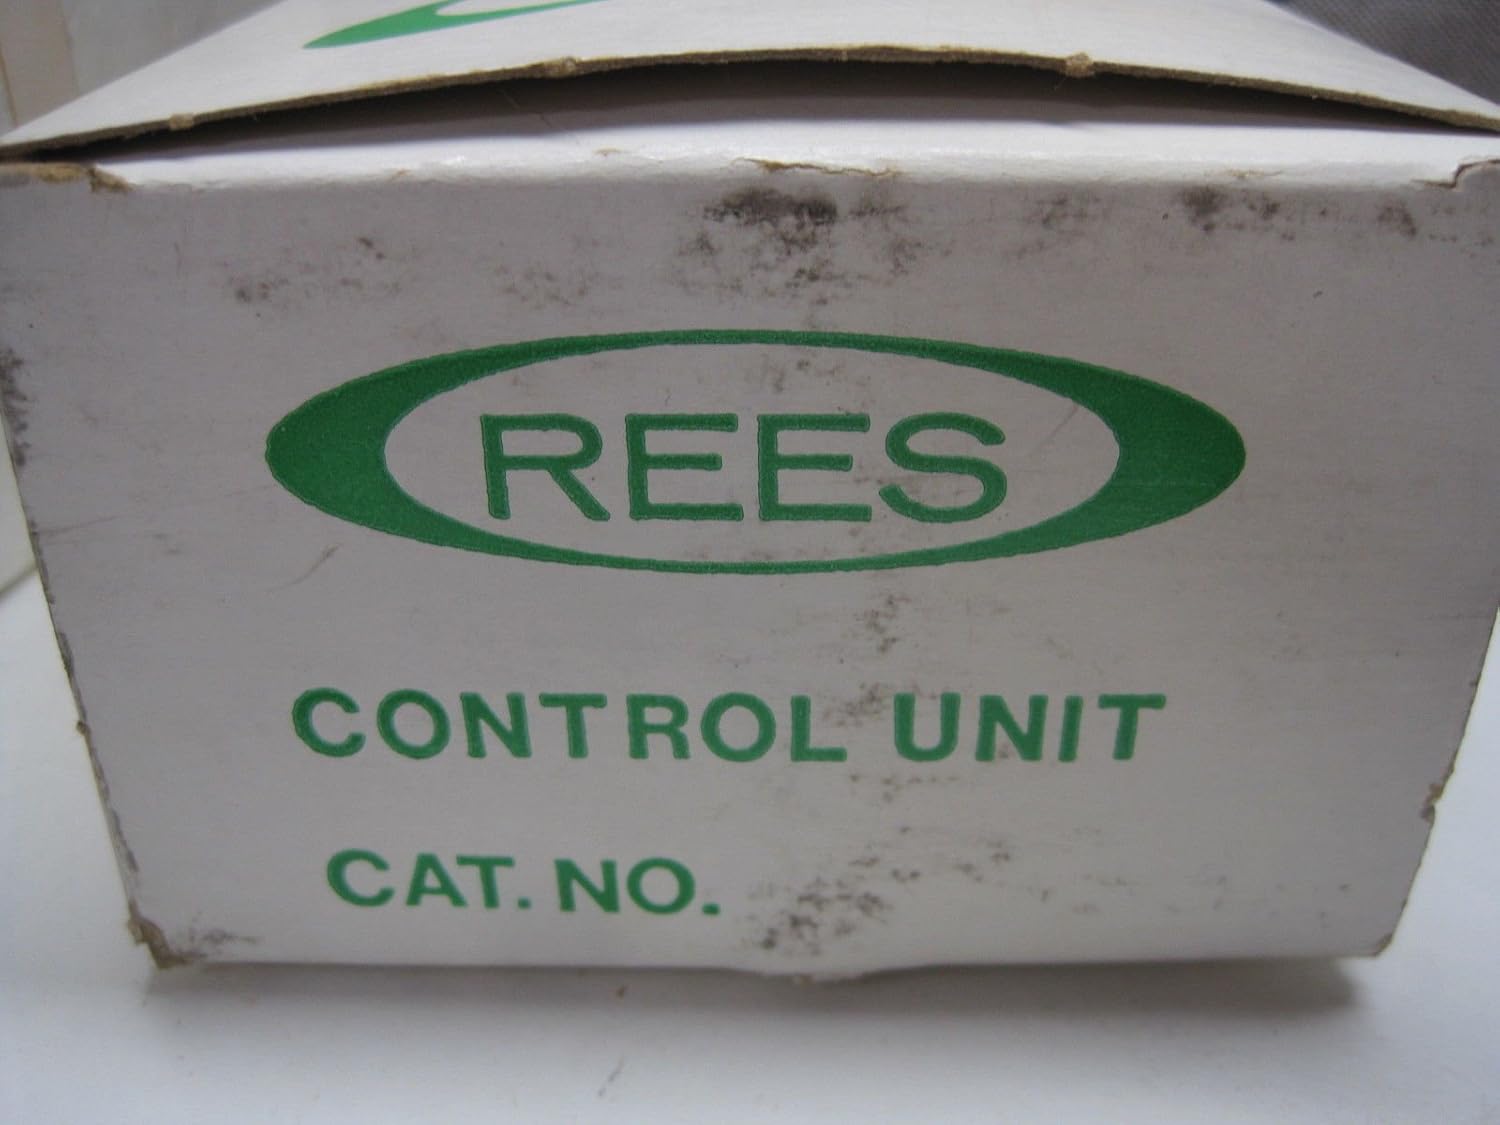 REES
CONTROL UNIT
CAT. NO.